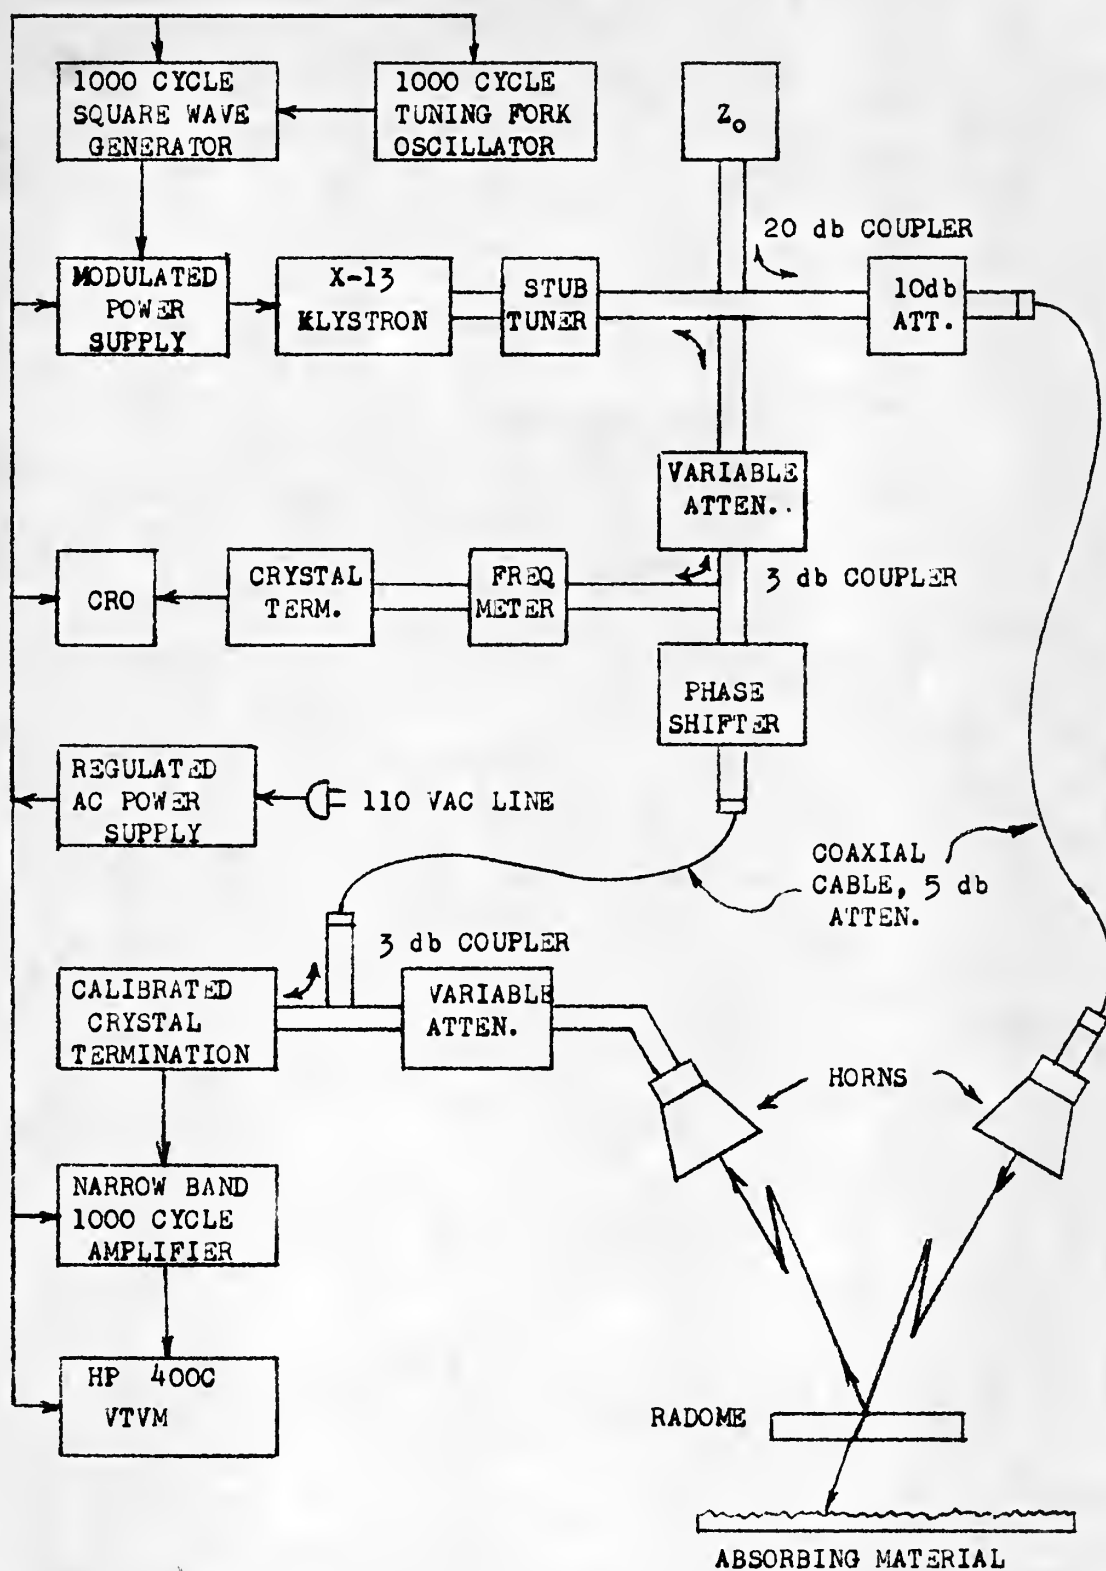 1000 CYCLE
SQUARE WAVE
GENERATOR
1000 CYCLE
TUNING FORK
OSCILLATOR
Zo
20 db COUPLER
MODULATED
POWER
SUPPLY
X-13
KLYSTRON
STUB
TUNER
10db
ATT.
VARIABLE
ATTEN.
3 db COUPLER
CRO
CRYSTAL
TERM.
FREQ
METER
PHASE
SHIFTER
REGULATED
AC POWER
SUPPLY
110 VAC LINE
COAXIAL
CABLE, 5 db
ATTEN.
3 db COUPLER
CALIBRATED
CRYSTAL
TERMINATION
VARIABLE
ATTEN.
HORNS
NARROW BAND
1000 CYCLE
AMPLIFIER
HP 400C
VTVM
RADOME
ABSORBING MATERIAL